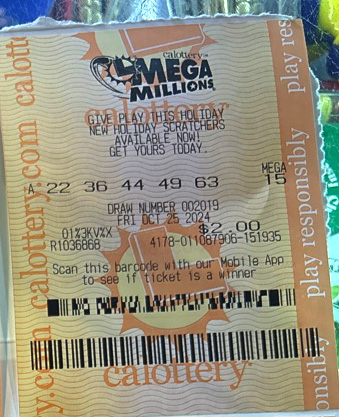 calottery
MEGA
MILLIONS
GIVE PLAY THIS HOLIDAY
NEW HOLIDAY SCRATCHERS
AVAILABLE NOW!
GET YOURS TODAY.
MEGA
A 22 36 44 49 63 15
DRAW NUMBER 002019
FRI OCT 25 2024
$2.00
R1036868 4178-011067906-151935
Scan this barcode with our Mobile App
to see if ticket is a winner
calottery
calottery.com
play responsibly